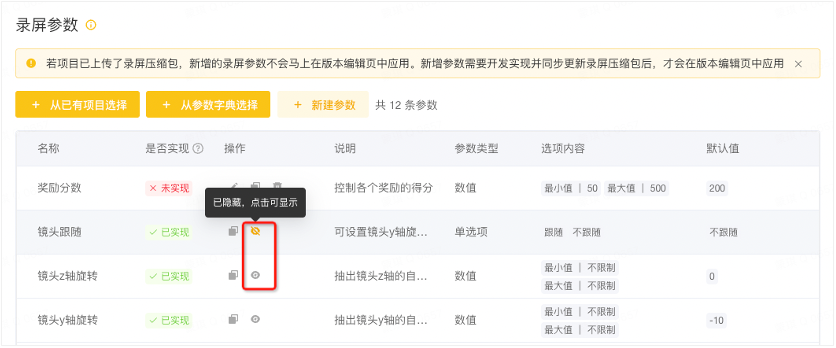 录屏参数
若项目已上传了录屏压缩包，新增的录屏参数不会马上在版本编辑页中应用。新增参数需要开发实现并同步更新录屏压缩包后，才会在版本编辑页中应用
+ 从已有项目选择 + 从参数字典选择 + 新建参数 共 12 条参数
名称 是否实现 操作 说明 参数类型 选项内容 默认值
奖励分数 未实现 控制各个奖励的得分 数值 最小值 | 50 最大值 | 500 200
已隐藏，点击可显示
镜头跟随 已实现 可设置镜头y轴旋... 单选项 跟随 不跟随 不跟随
镜头z轴旋转 已实现 抽出镜头z轴的自... 数值 最小值 | 不限制 0
最大值 | 不限制
镜头y轴旋转 已实现 抽出镜头y轴的自... 数值 最小值 | 不限制 -10
最大值 | 不限制